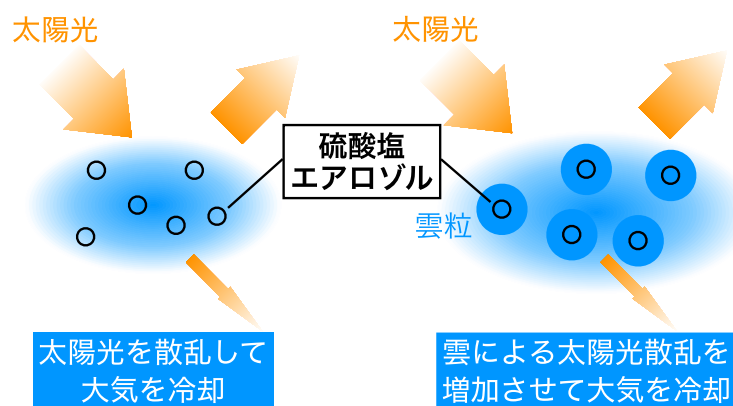 太陽光
太陽光
硫酸塩
エアロゾル
雲粒
太陽光を散乱して
大気を冷却
雲による太陽光散乱を
増加させて大気を冷却